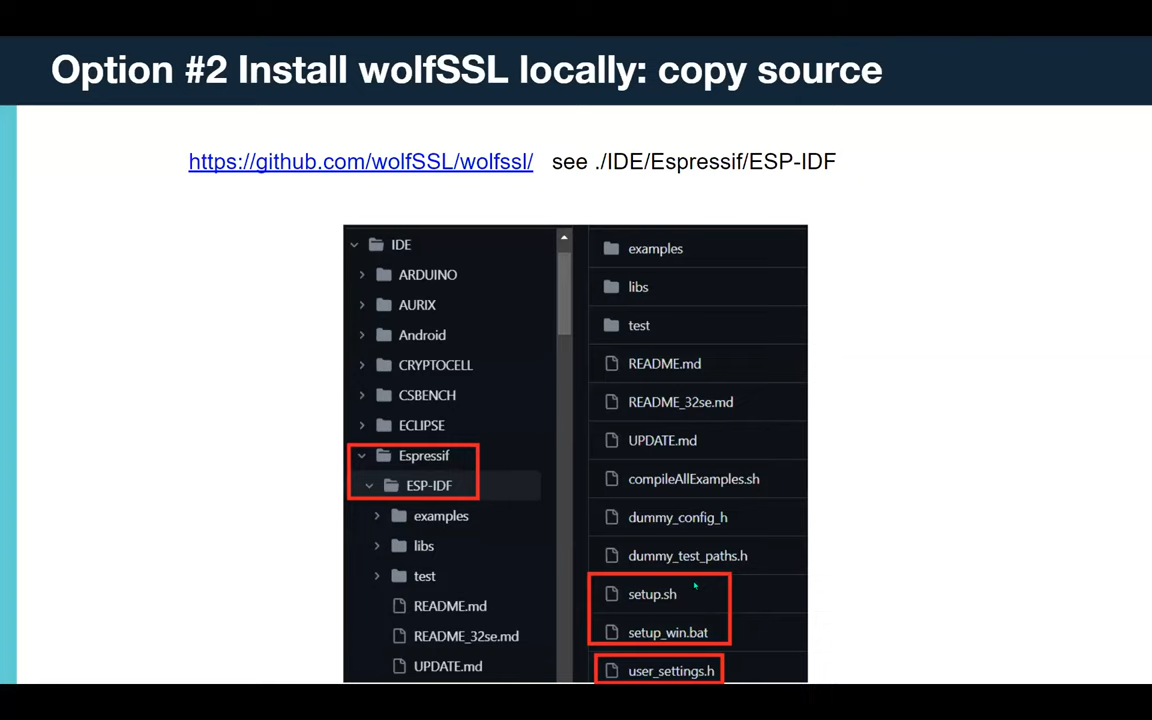 Option #2 Install wolfSSL locally: copy source
https://github.com/wolfSSL/wolfssl/ see ./IDE/Espressif/ESP-IDF
IDE
ARDUINO
AURIX
Android
CRYPTOCELL
CSBENCH
ECLIPSE
Espressif
ESP-IDF
examples
libs
test
README.md
README_32se.md
UPDATE.md
examples
libs
test
README.md
README_32se.md
UPDATE.md
compileAllExamples.sh
dummy_config_h
dummy_test_paths.h
setup.sh
setup_win.bat
user_settings.h